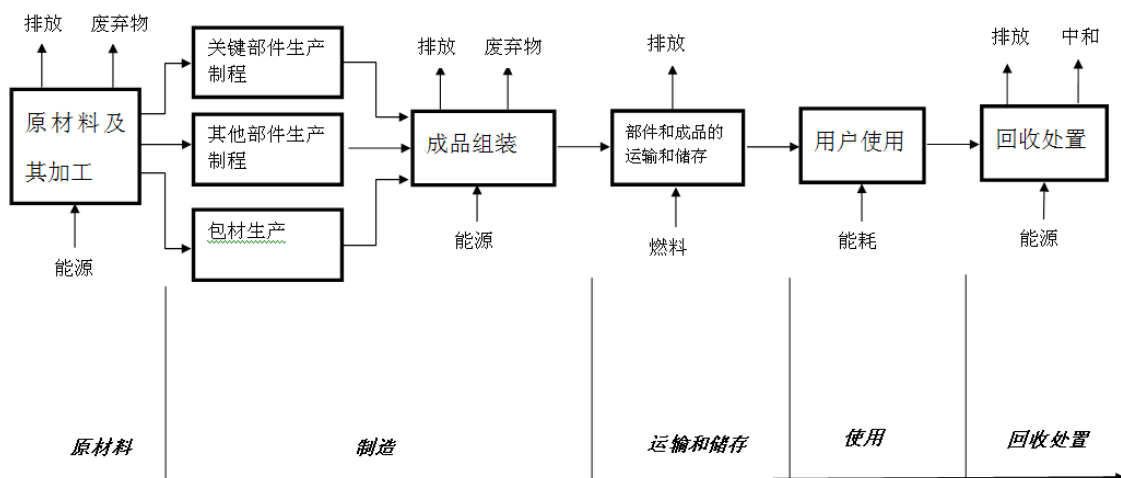 排放
废弃物
原材料及
其加工
能源
关键部件生产
制程
其他部件生产
制程
包材生产
排放
废弃物
成品组装
能源
排放
部件和成品的
运输和储存
燃料
用户使用
能耗
排放
中和
回收处置
能源
原材料
制造
运输和储存
使用
回收处置